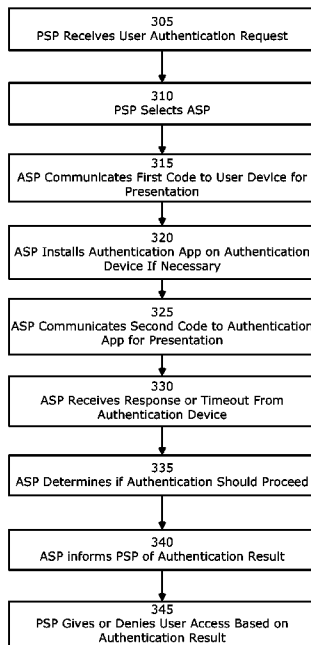 305
PSP Receives User Authentication Request
310
PSP Selects ASP
315
ASP Communicates First Code to User Device for
Presentation
320
ASP Installs Authentication App on Authentication
Device If Necessary
325
ASP Communicates Second Code to Authentication
App for Presentation
330
ASP Receives Response or Timeout From
Authentication Device
335
ASP Determines if Authentication Should Proceed
340
ASP informs PSP of Authentication Result
345
PSP Gives or Denies User Access Based on
Authentication Result